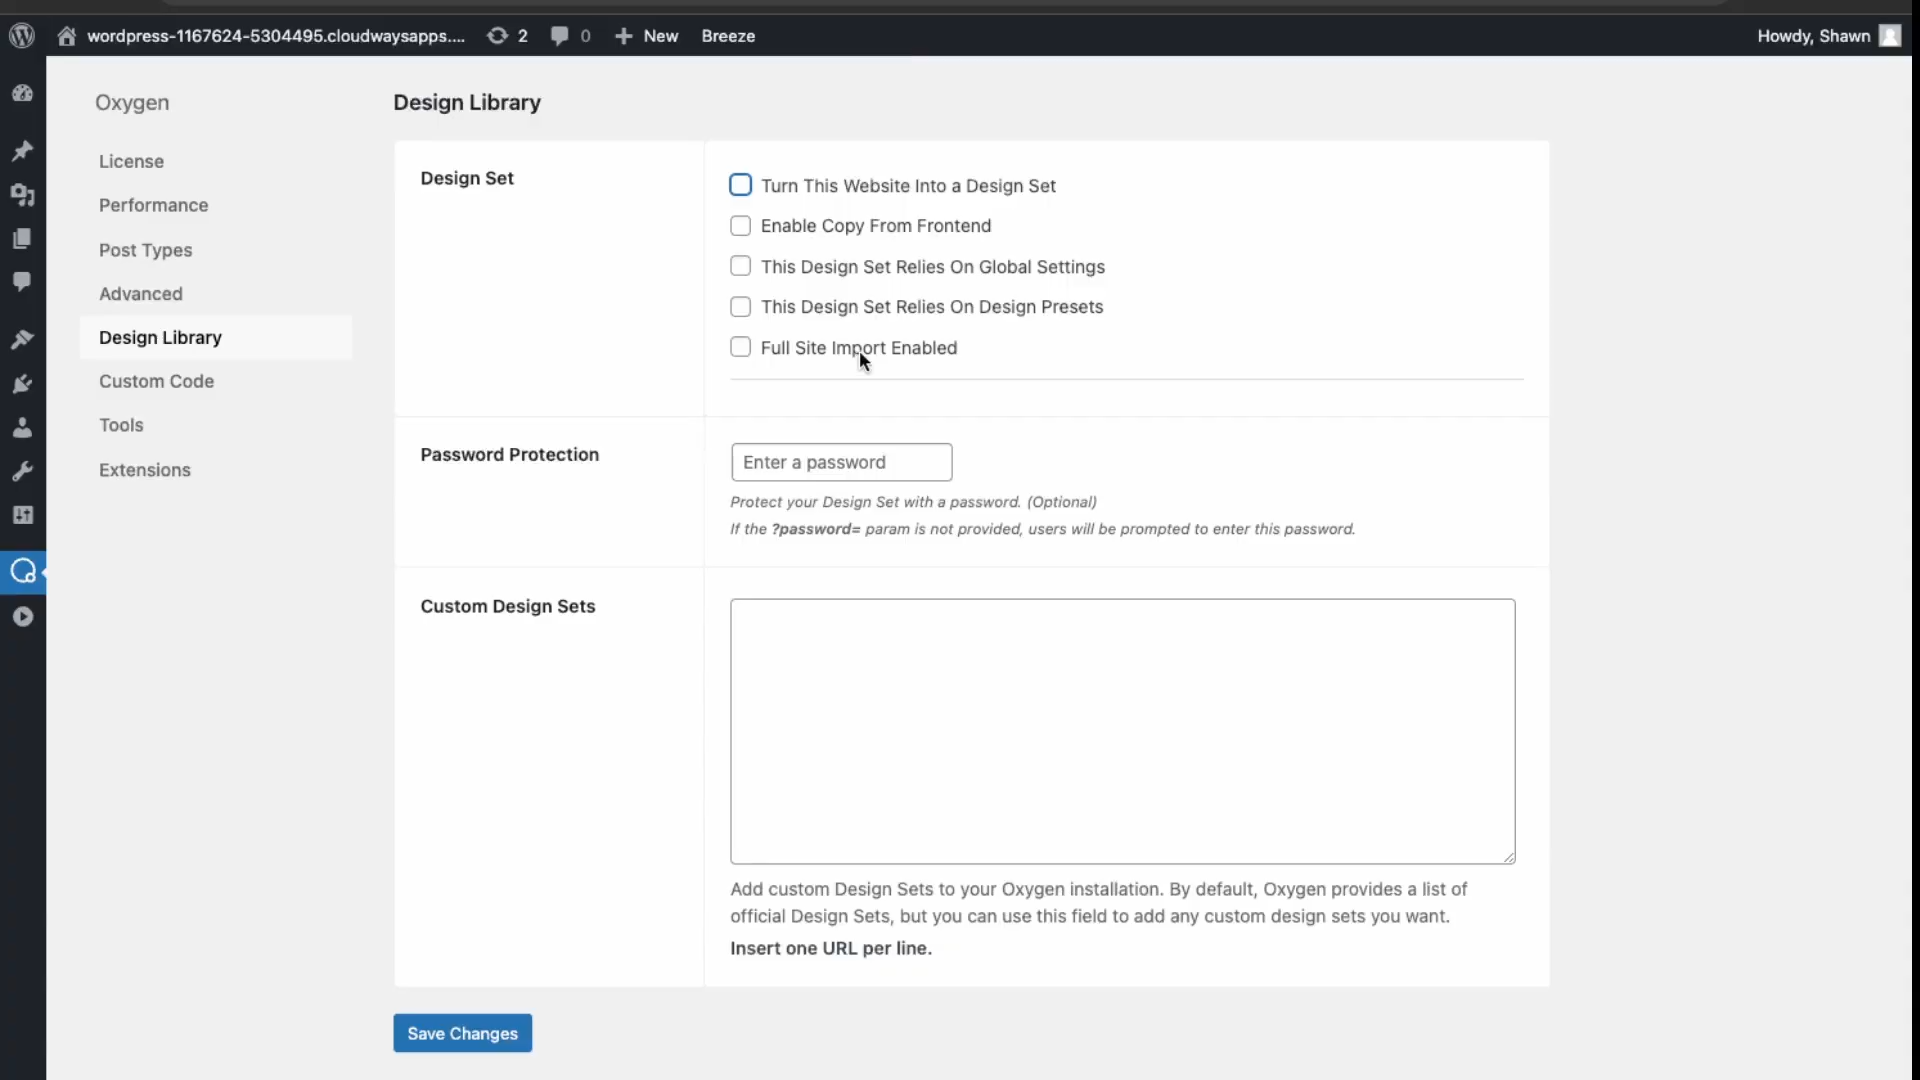 wordpress-1167624-5304495.cloudwaysapps.... 2 0 New Breeze Howdy, Shawn
Oxygen
License
Performance
Post Types
Advanced
Design Library
Custom Code
Tools
Extensions
Design Library
Design Set
Turn This Website Into a Design Set
Enable Copy From Frontend
This Design Set Relies On Global Settings
This Design Set Relies On Design Presets
Full Site Import Enabled
Password Protection
Enter a password
Protect your Design Set with a password. (Optional)
If the ?password= param is not provided, users will be prompted to enter this password.
Custom Design Sets
Add custom Design Sets to your Oxygen installation. By default, Oxygen provides a list of
official Design Sets, but you can use this field to add any custom design sets you want.
Insert one URL per line.
Save Changes